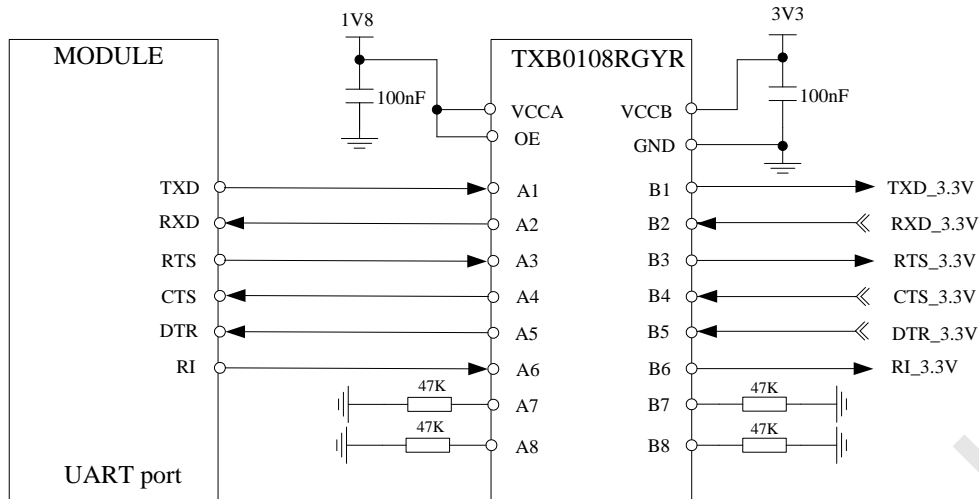 1V8
3V3
MODULE
TXB0108RGYR
100nF
100nF
VCCA
VCCB
OE
GND
TXD
A1
B1
TXD_3.3V
RXD
A2
B2
RXD_3.3V
RTS
A3
B3
RTS_3.3V
CTS
A4
B4
CTS_3.3V
DTR
A5
B5
DTR_3.3V
RI
A6
B6
RI_3.3V
47K
A7
B7
47K
47K
A8
B8
47K
UART port